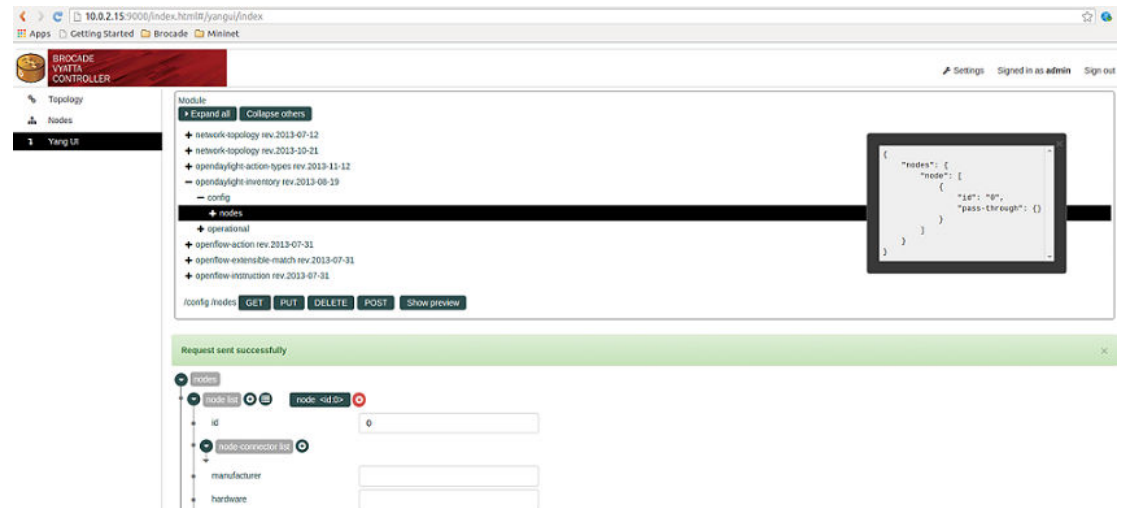 10.0.2.15:9000/index.html#/yangui/index
Apps Getting Started Brocade Mininet
BROCADE
VYATTA
CONTROLLER
Settings Signed in as admin Sign out
Topology
Nodes
Yang UI
Module
Expand all Collapse others
network-topology rev.2013-07-12
network-topology rev.2013-10-21
opendaylight-action-types rev.2013-11-12
opendaylight-inventory rev.2013-08-19
config
nodes
operational
openflow-action rev.2013-07-31
openflow-extensible-match rev.2013-07-31
openflow-instruction rev.2013-07-31
/config /nodes GET PUT DELETE POST Show preview
{
"nodes": {
"node": [
{
"id": "0",
"pass-through": {}
}
]
}
}
Request sent successfully
nodes
node list node <id:0>
id 0
node-connector list
manufacturer
hardware